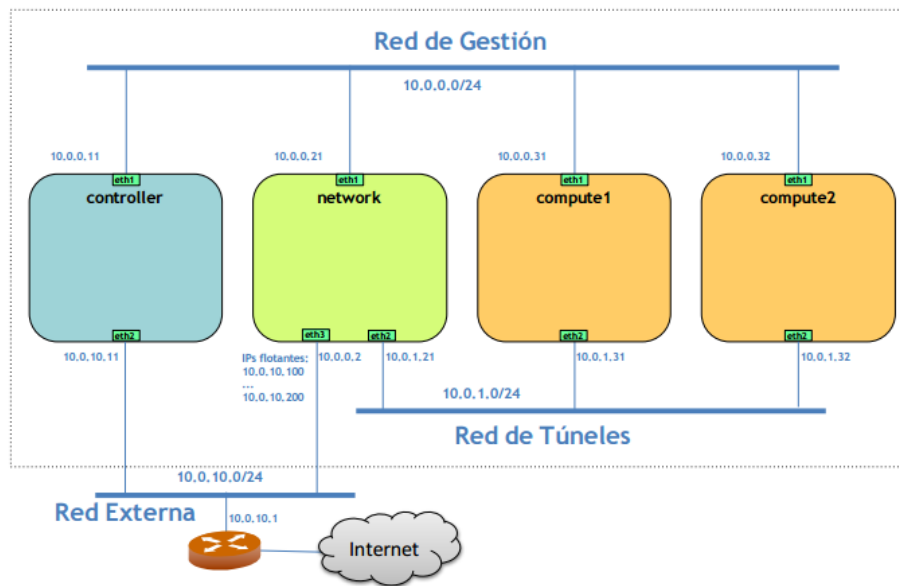 Red de Gestión
10.0.0.0/24
10.0.0.11
10.0.0.21
10.0.0.31
10.0.0.32
eth1
eth1
eth1
eth1
controller
network
compute1
compute2
eth2
eth3
eth2
eth2
eth2
10.0.10.11
IPs flotantes:
10.0.10.100
...
10.0.10.200
10.0.0.2
10.0.1.21
10.0.1.31
10.0.1.32
10.0.1.0/24
Red de Túneles
10.0.10.0/24
Red Externa
10.0.10.1
Internet